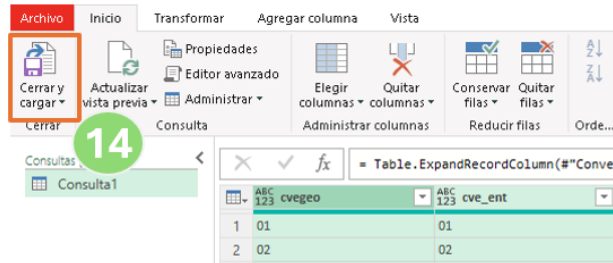 Archivo Inicio Transformar Agregar columna Vista
Cerrar y cargar
Actualizar vista previa
Propiedades
Editor avanzado
Administrar
Elegir columnas
Quitar columnas
Conservar filas
Quitar filas
Cerrar Consulta Administrar columnas Reducir filas Orde...
14
Consultas
fx = Table.ExpandRecordColumn(#"Conve
Consulta1
ABC 123 cvegeo ABC 123 cve_ent
1 01 01
2 02 02